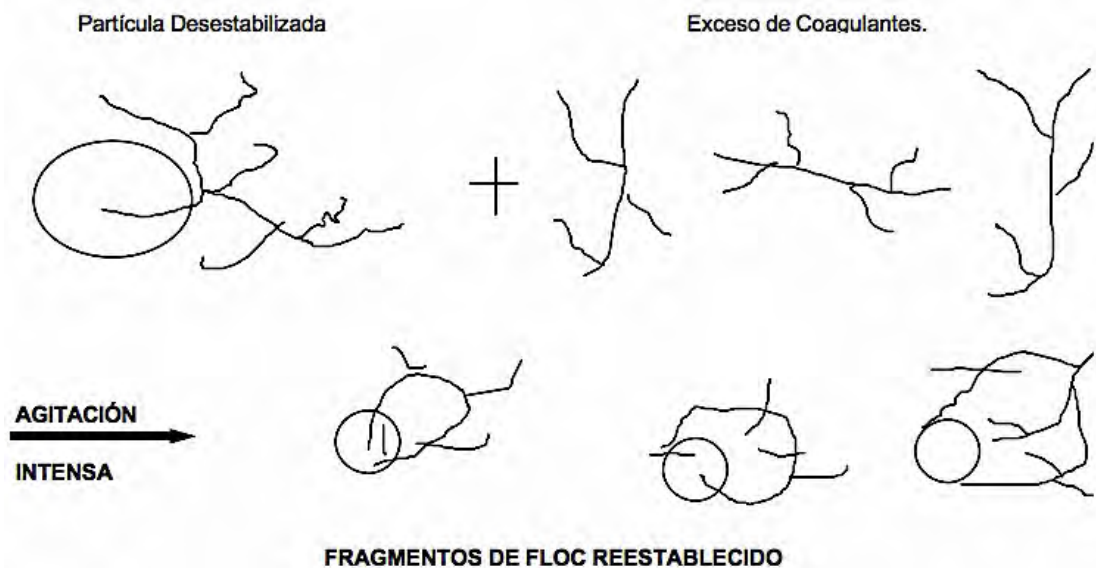 Partícula Desestabilizada
Exceso de Coagulantes.
AGITACIÓN
INTENSA
FRAGMENTOS DE FLOC REESTABLECIDO